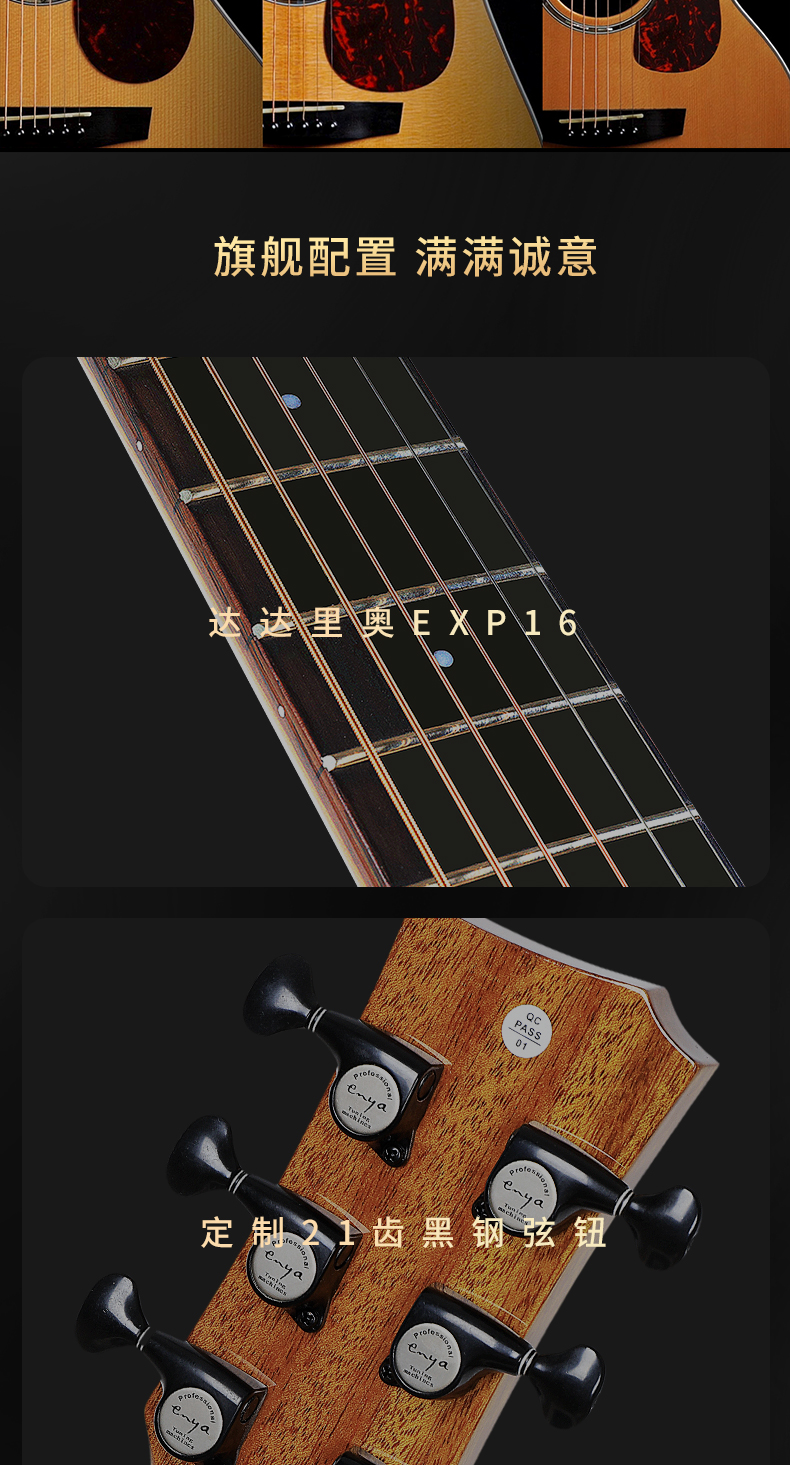 旗舰配置 满满诚意
达达里奥EXP16
QC
PASS
01
Professional
enya
Tuning
machines
Professional
enya
Tuning
machines
定制21齿黑钢弦钮
Professional
enya
Tuning
machines
Professional
enya
Tuning
machines
Professional
enya
Tuning
machines